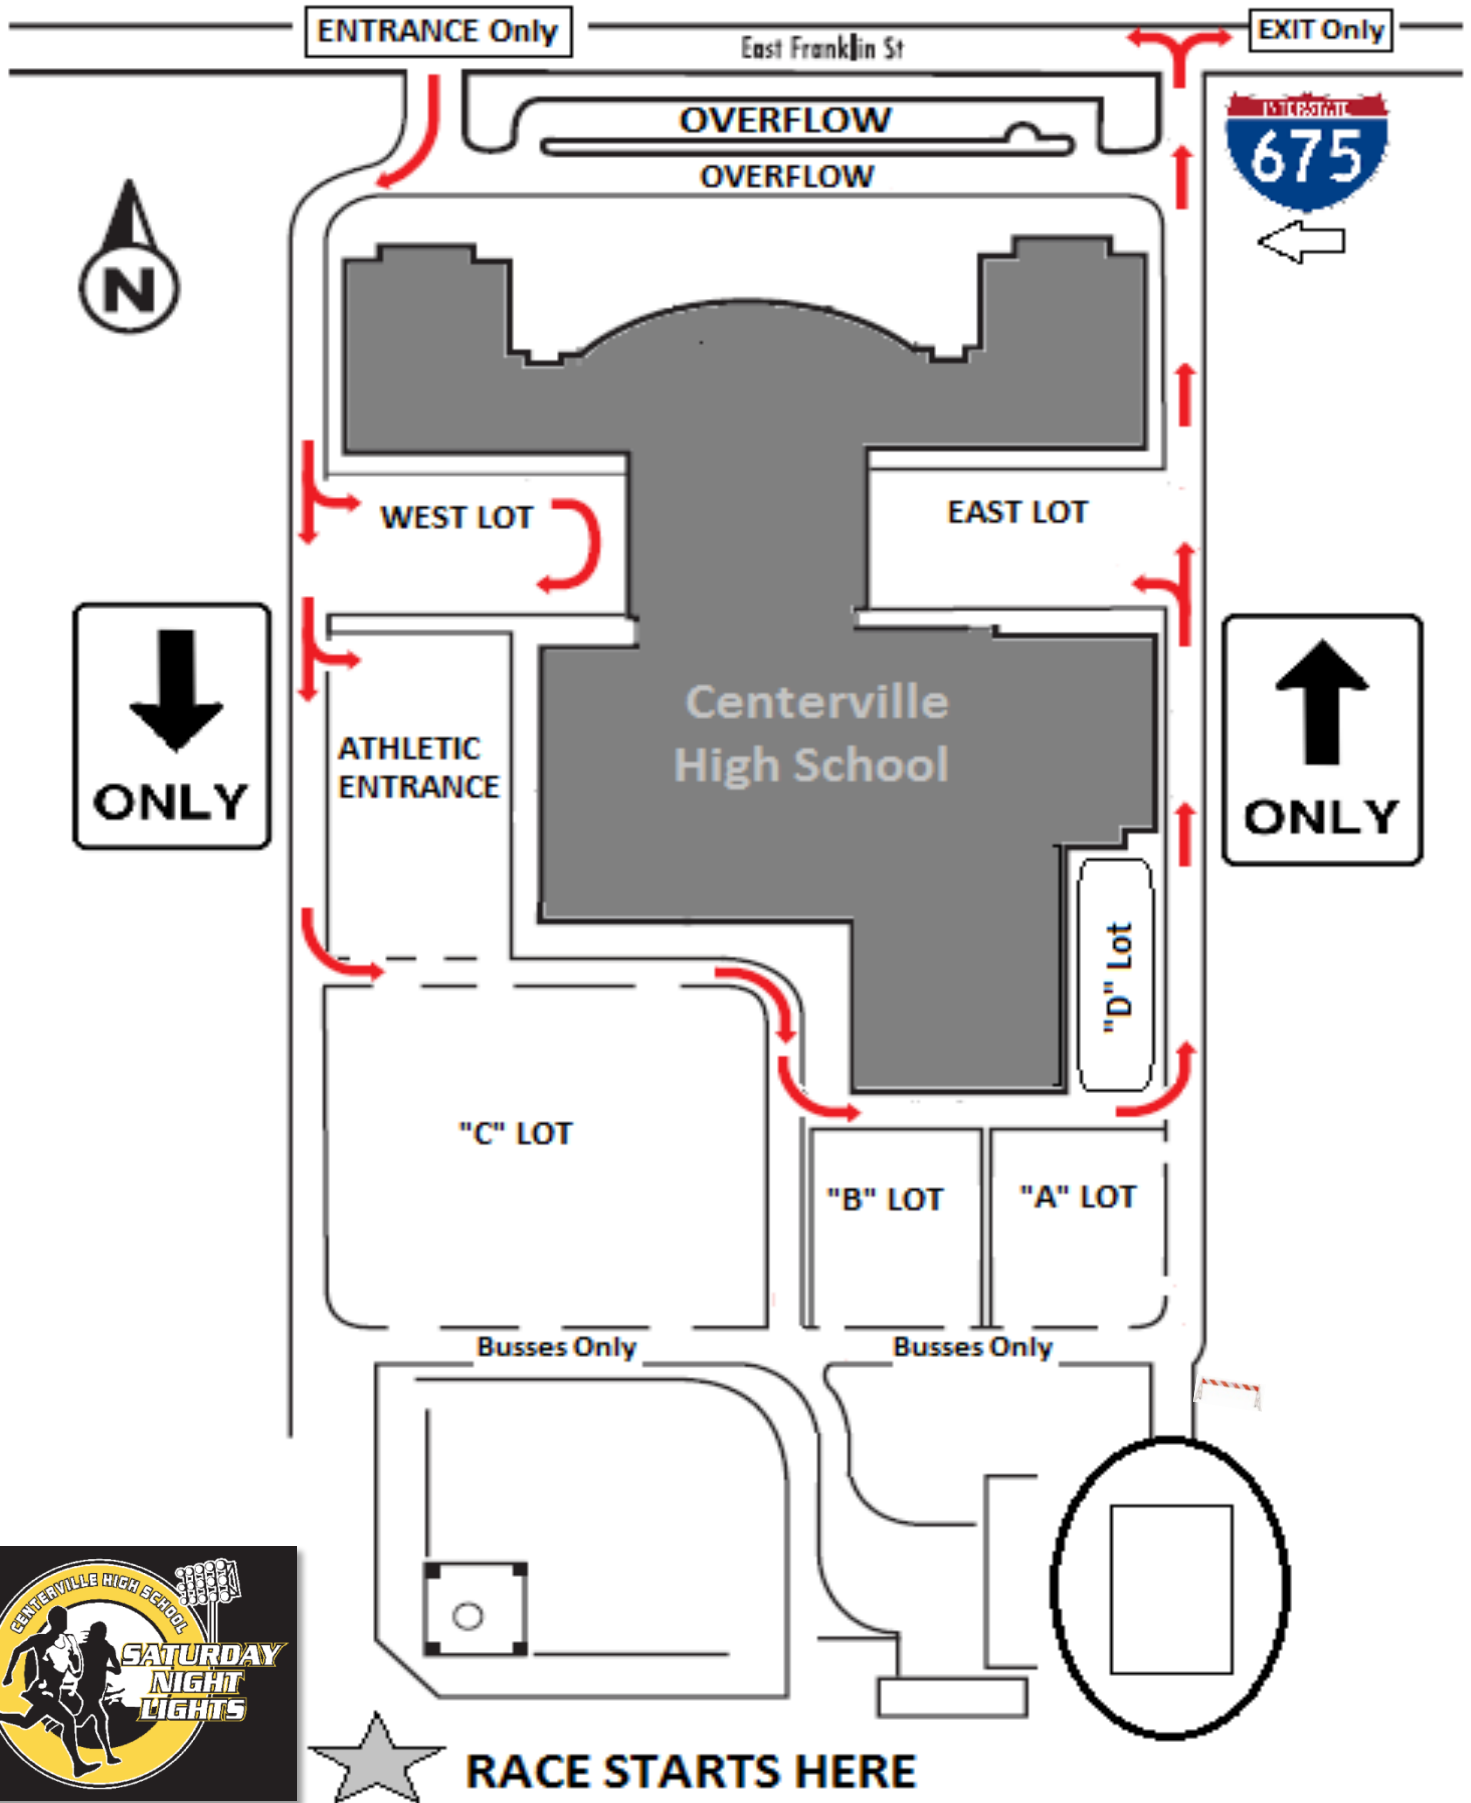 ENTRANCE Only
East Franklin St
EXIT Only
OVERFLOW
OVERFLOW
INTERSTATE
675
N
WEST LOT
EAST LOT
ONLY
ATHLETIC
ENTRANCE
Centerville
High School
ONLY
"D" Lot
"C" LOT
"B" LOT
"A" LOT
Busses Only
Busses Only
CENTERVILLE HIGH SCHOOL
SATURDAY
NIGHT
LIGHTS
RACE STARTS HERE